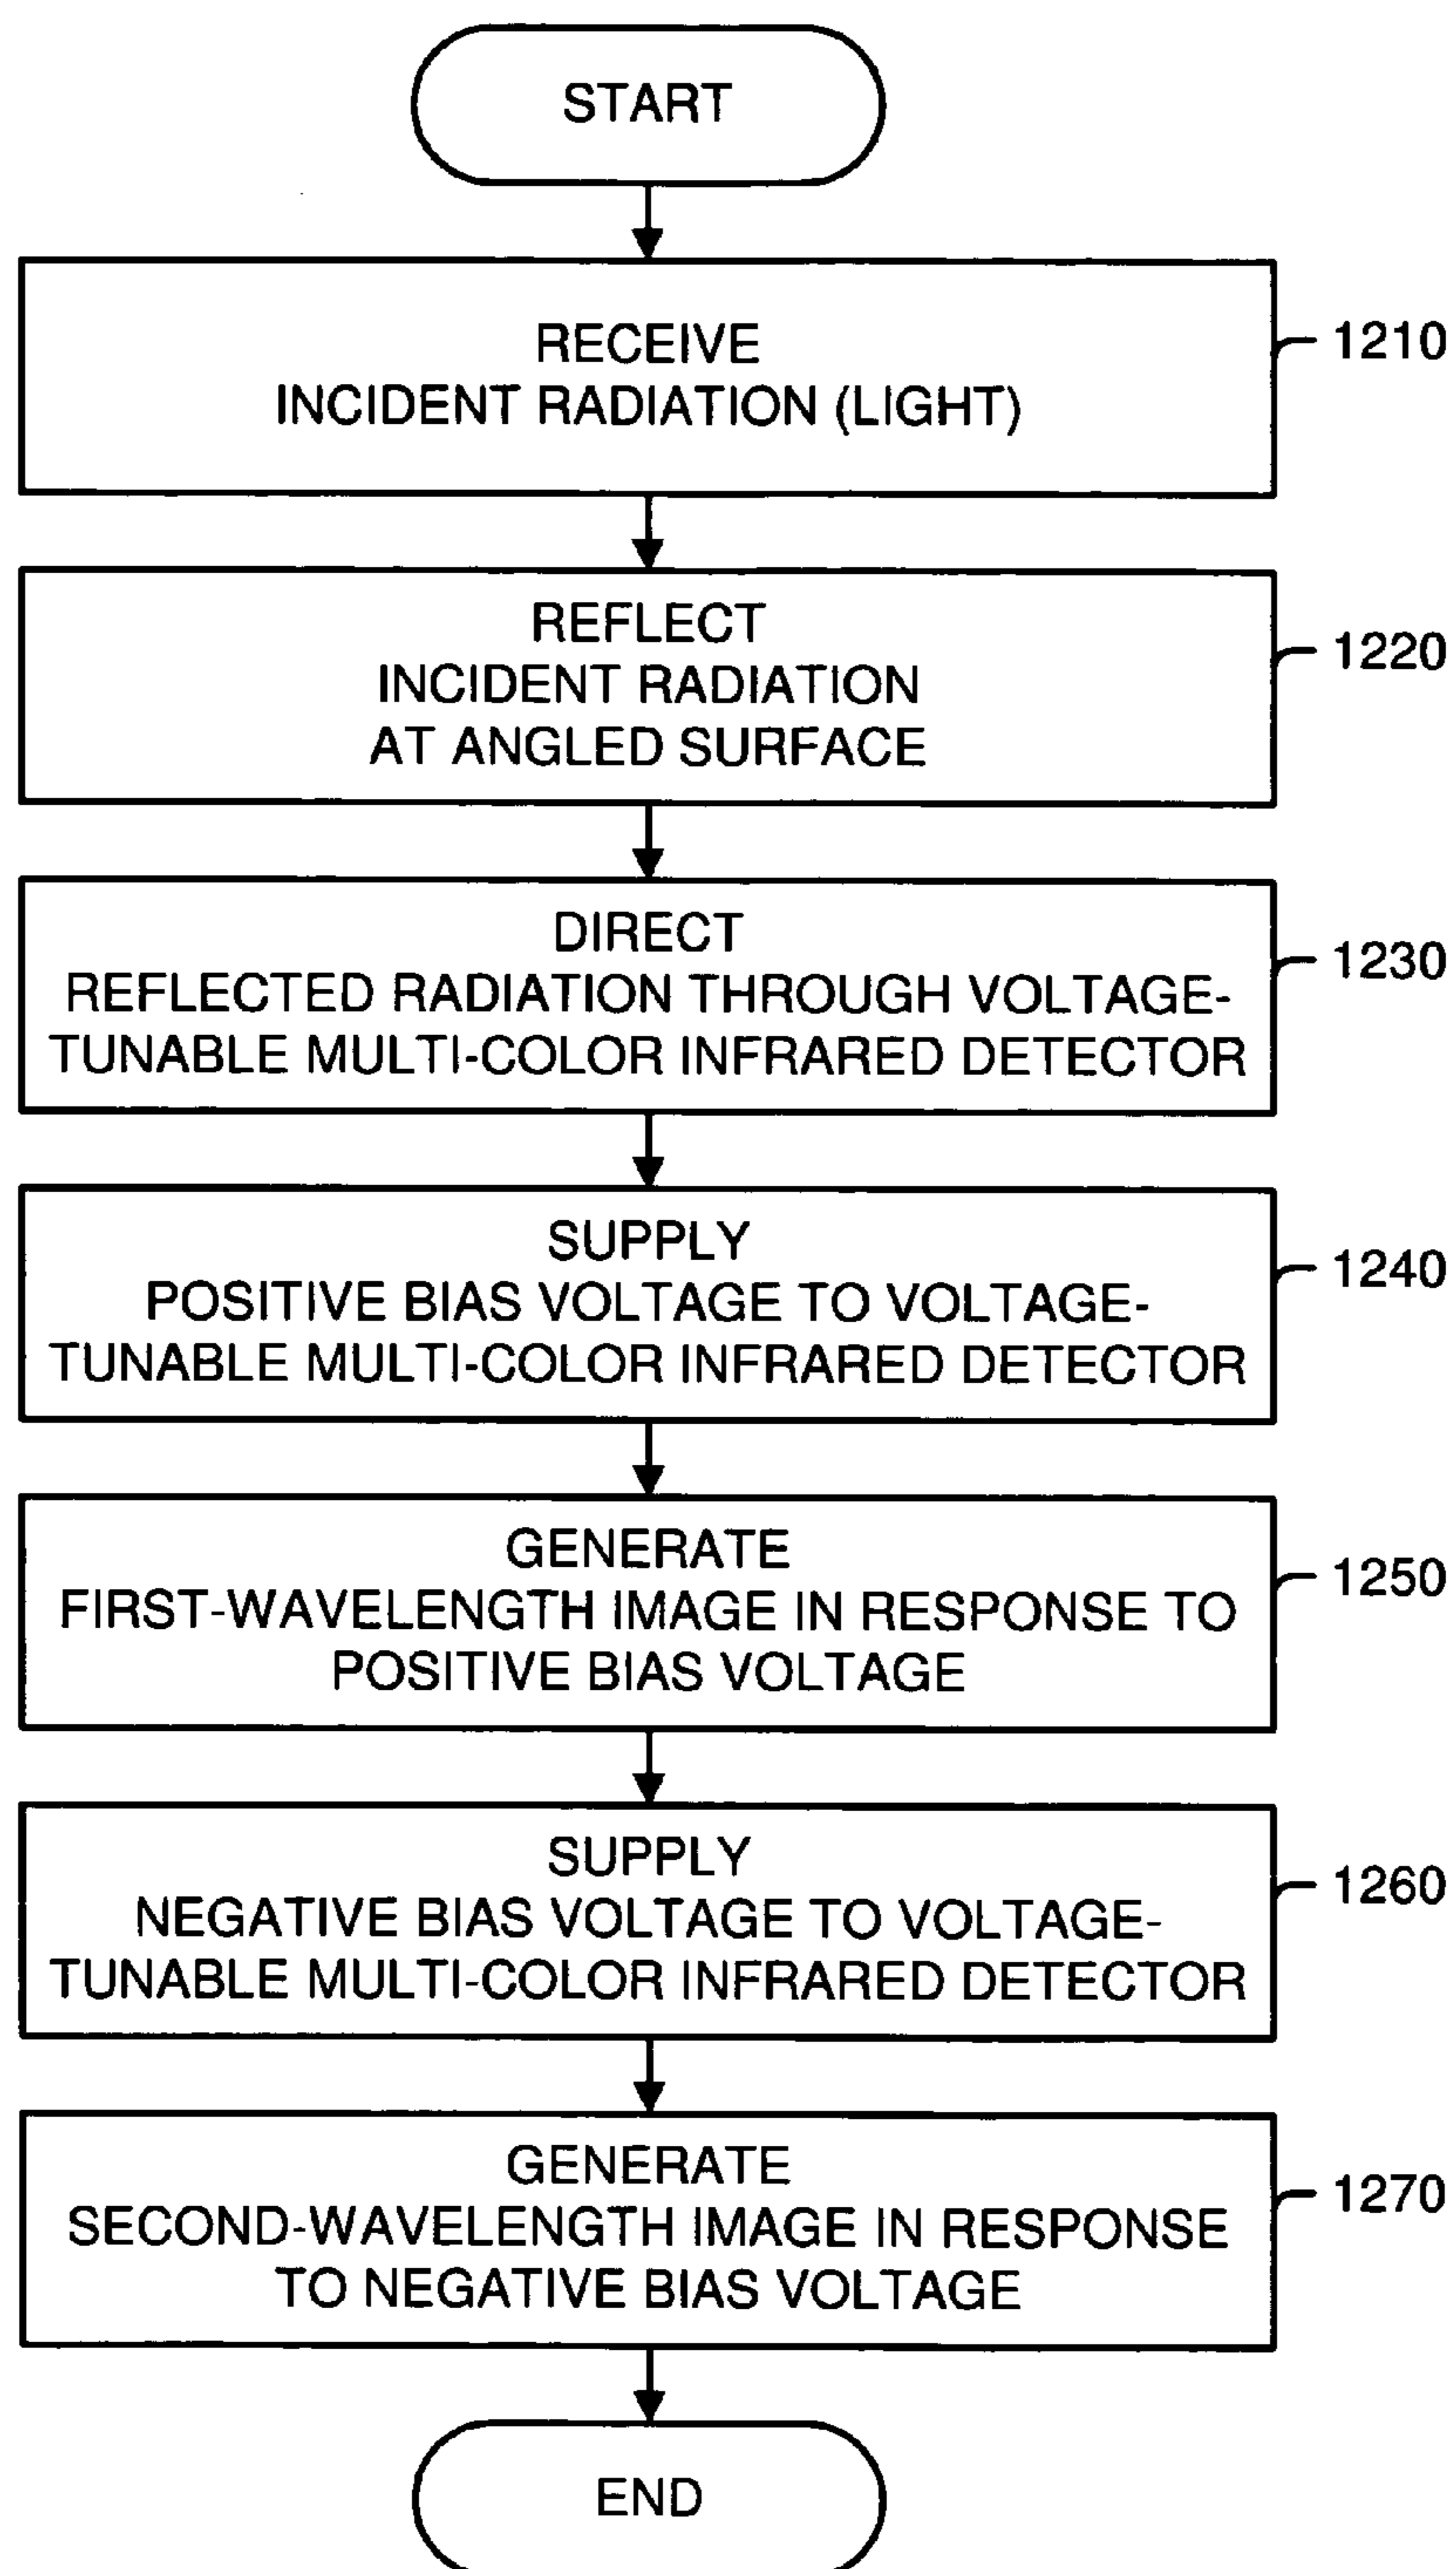 START
RECEIVE
INCIDENT RADIATION (LIGHT)
1210
REFLECT
INCIDENT RADIATION
AT ANGLED SURFACE
1220
DIRECT
REFLECTED RADIATION THROUGH VOLTAGE-
TUNABLE MULTI-COLOR INFRARED DETECTOR
1230
SUPPLY
POSITIVE BIAS VOLTAGE TO VOLTAGE-
TUNABLE MULTI-COLOR INFRARED DETECTOR
1240
GENERATE
FIRST-WAVELENGTH IMAGE IN RESPONSE TO
POSITIVE BIAS VOLTAGE
1250
SUPPLY
NEGATIVE BIAS VOLTAGE TO VOLTAGE-
TUNABLE MULTI-COLOR INFRARED DETECTOR
1260
GENERATE
SECOND-WAVELENGTH IMAGE IN RESPONSE
TO NEGATIVE BIAS VOLTAGE
1270
END